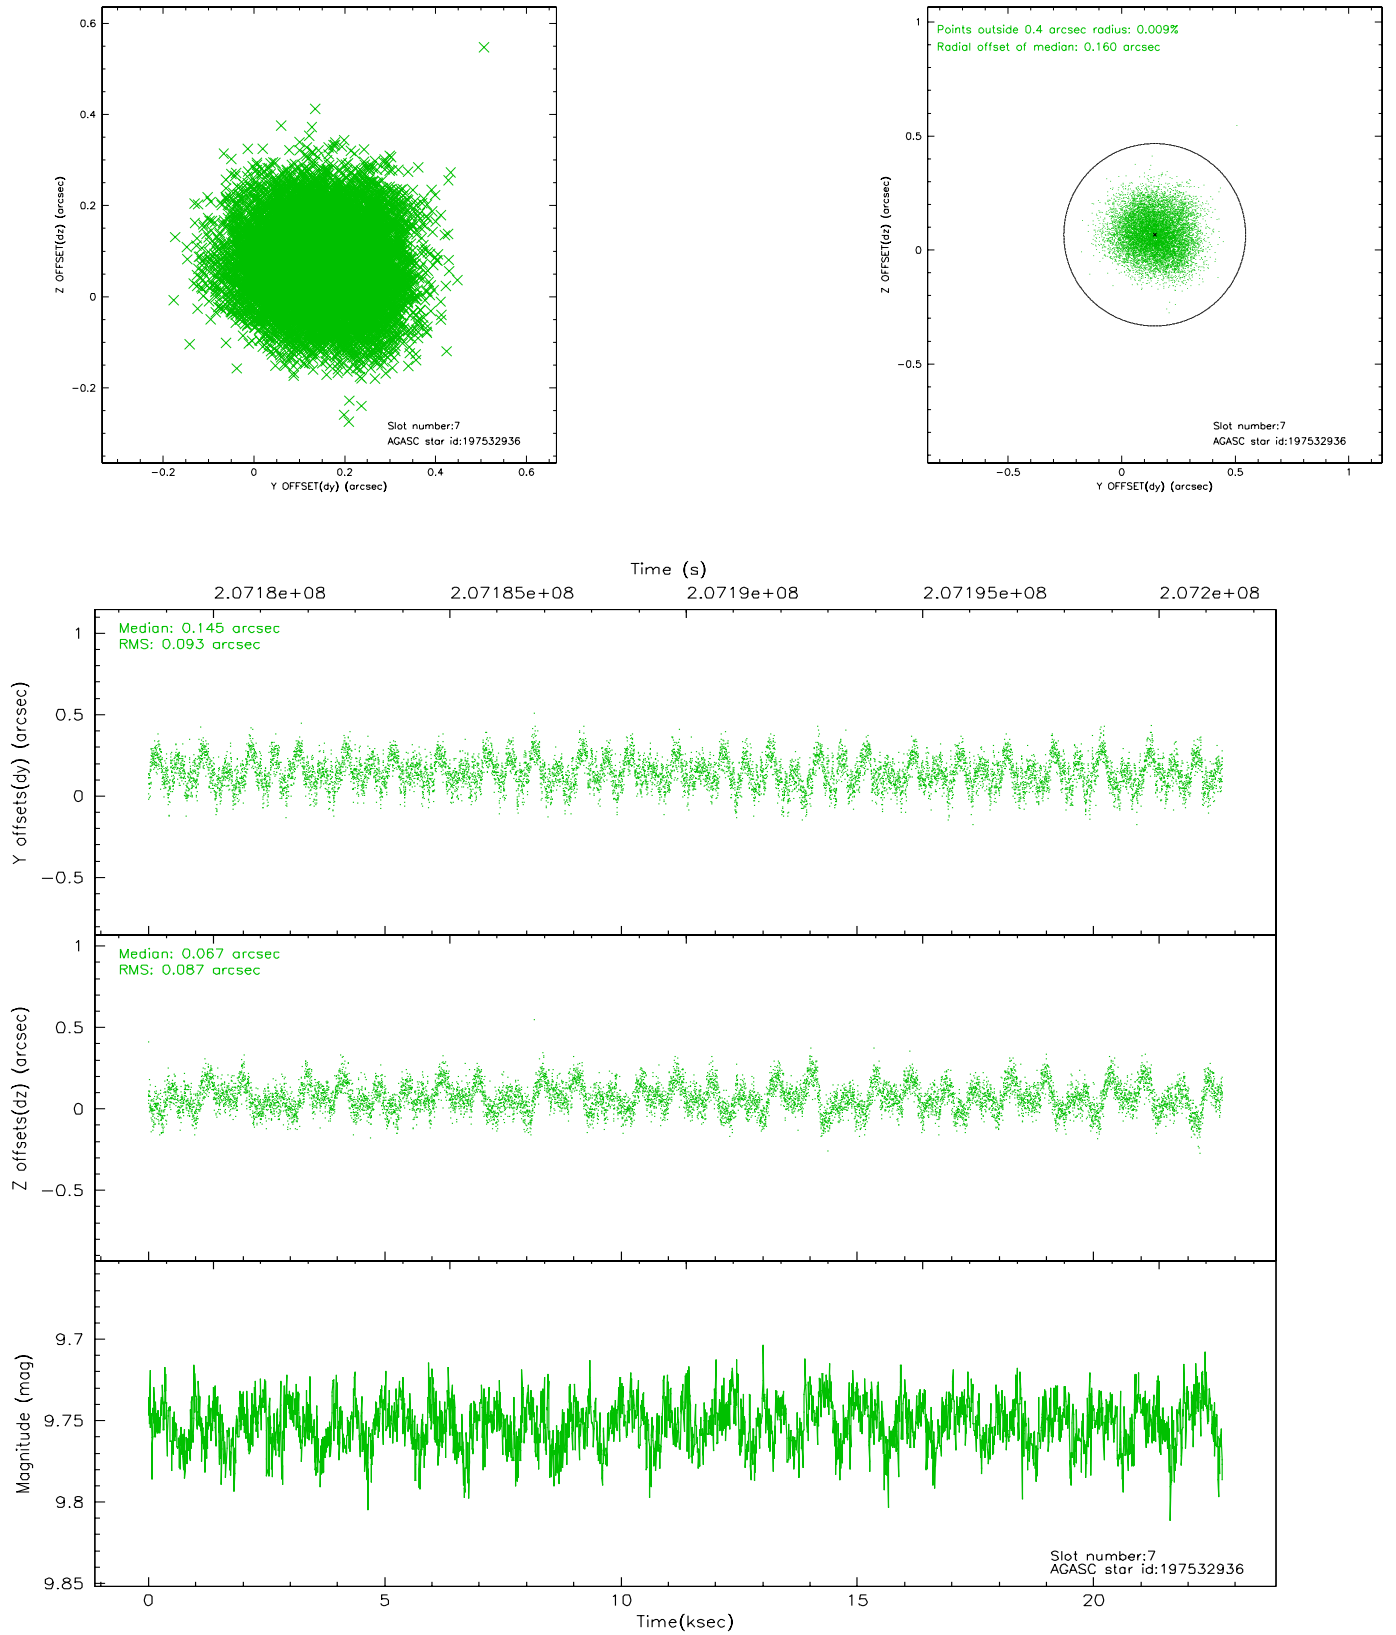 0.6
0.4
0.2
0
−0.2
Z OFFSET(dz) (arcsec)
Slot number:7
AGASC star id:197532936
−0.2 0 0.2 0.4 0.6
Y OFFSET(dy) (arcsec)
Points outside 0.4 arcsec radius: 0.009%
Radial offset of median: 0.160 arcsec
1
0.5
0
−0.5
Z OFFSET(dz) (arcsec)
Slot number:7
AGASC star id:197532936
−0.5 0 0.5 1
Y OFFSET(dy) (arcsec)
Time (s)
2.0718e+08 2.07185e+08 2.0719e+08 2.07195e+08 2.072e+08
Median: 0.145 arcsec
RMS: 0.093 arcsec
1
0.5
0
−0.5
Y offsets(dy) (arcsec)
Median: 0.067 arcsec
RMS: 0.087 arcsec
1
0.5
0
−0.5
Z offsets(dz) (arcsec)
9.7
9.75
9.8
9.85
Magnitude (mag)
Slot number:7
AGASC star id:197532936
0 5 10 15 20
Time(ksec)